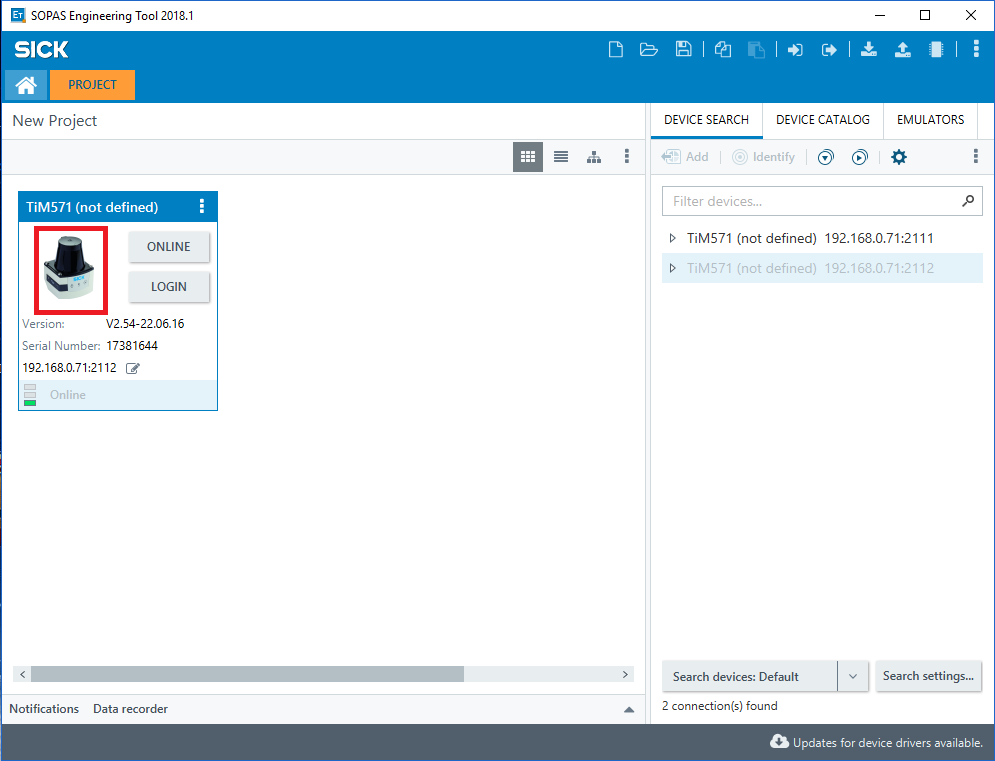 SOPAS Engineering Tool 2018.1
SICK
PROJECT
New Project
DEVICE SEARCH
DEVICE CATALOG
EMULATORS
Add
Identify
Filter devices...
TiM571 (not defined) 192.168.0.71:2111
TiM571 (not defined) 192.168.0.71:2112
TiM571 (not defined)
ONLINE
LOGIN
Version: V2.54-22.06.16
Serial Number: 17381644
192.168.0.71:2112
Online
Search devices: Default
Search settings...
2 connection(s) found
Notifications
Data recorder
Updates for device drivers available.